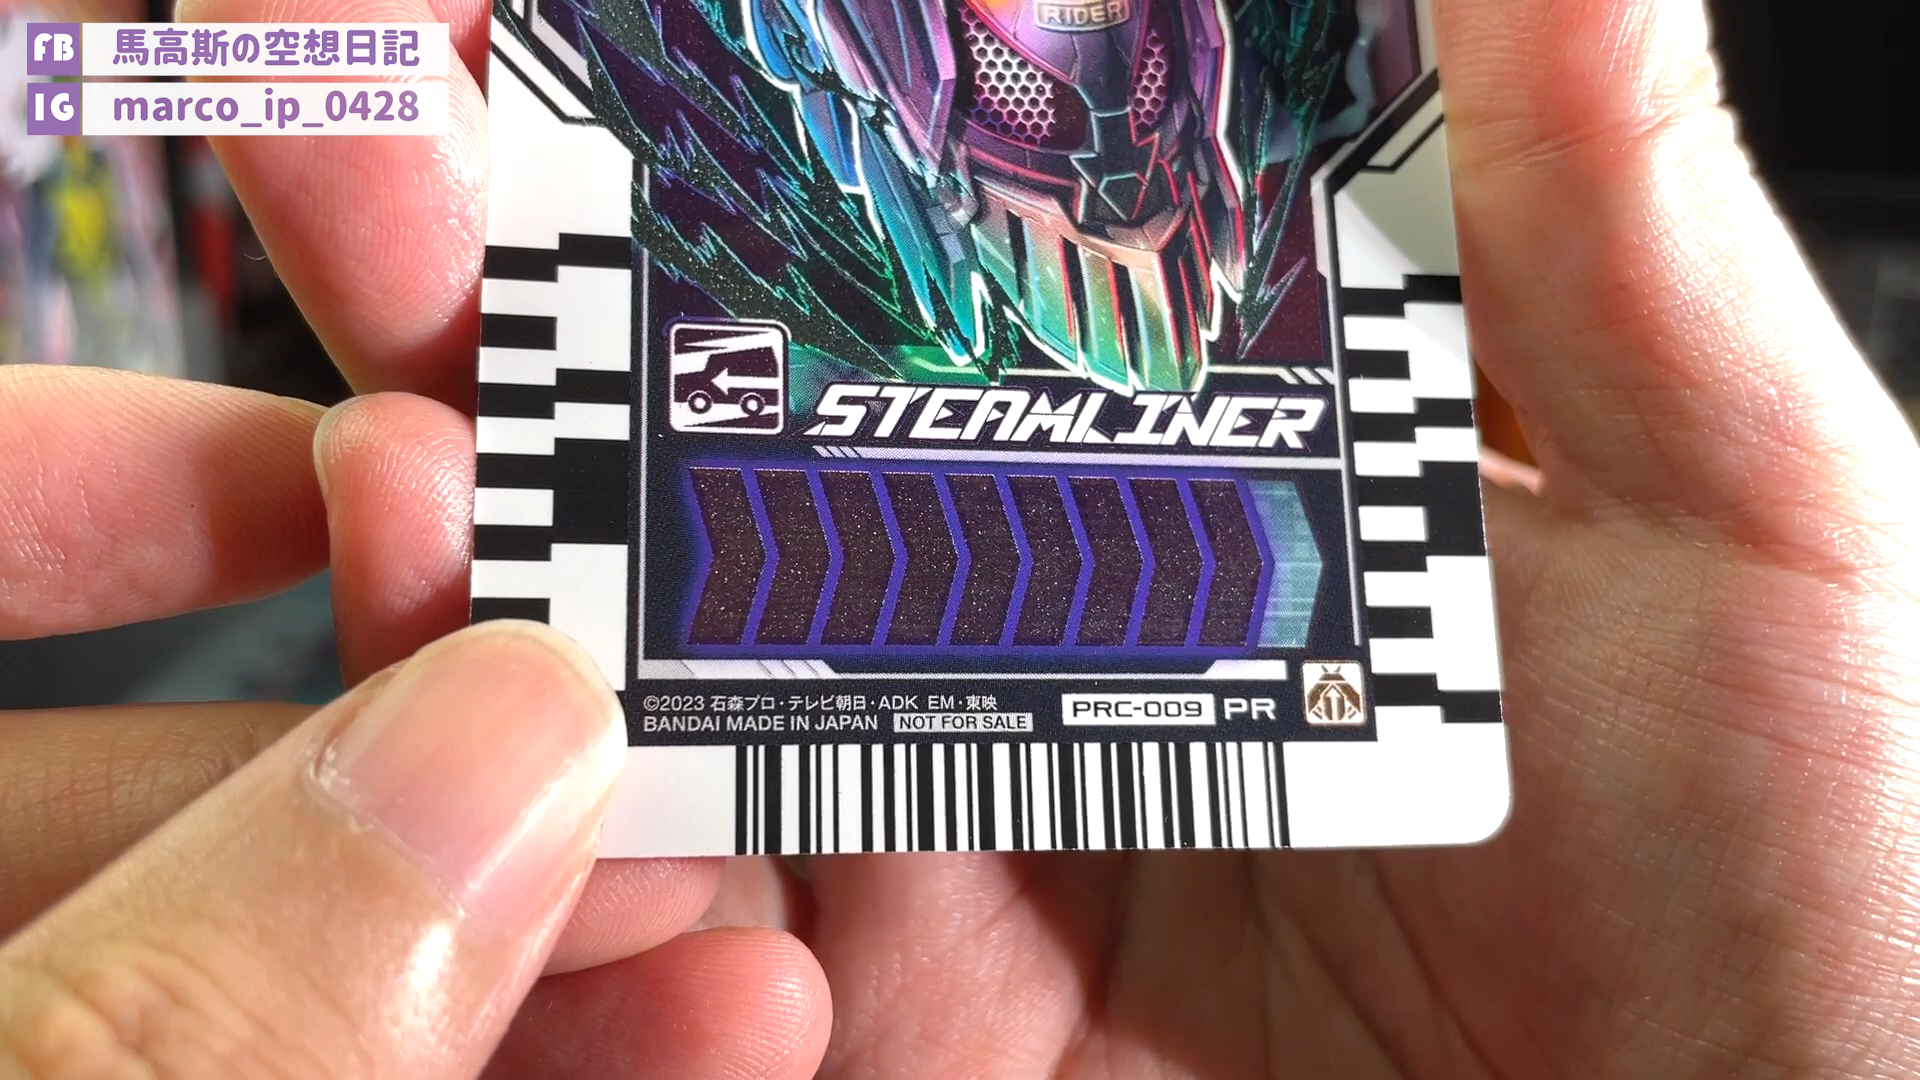 FB 馬高斯の空想日記
IG marco_ip_0428
RIDER
STEAMLINER
©2023 石森プロ・テレビ朝日・ADK EM・東映
BANDAI MADE IN JAPAN NOT FOR SALE
PRC-009 PR